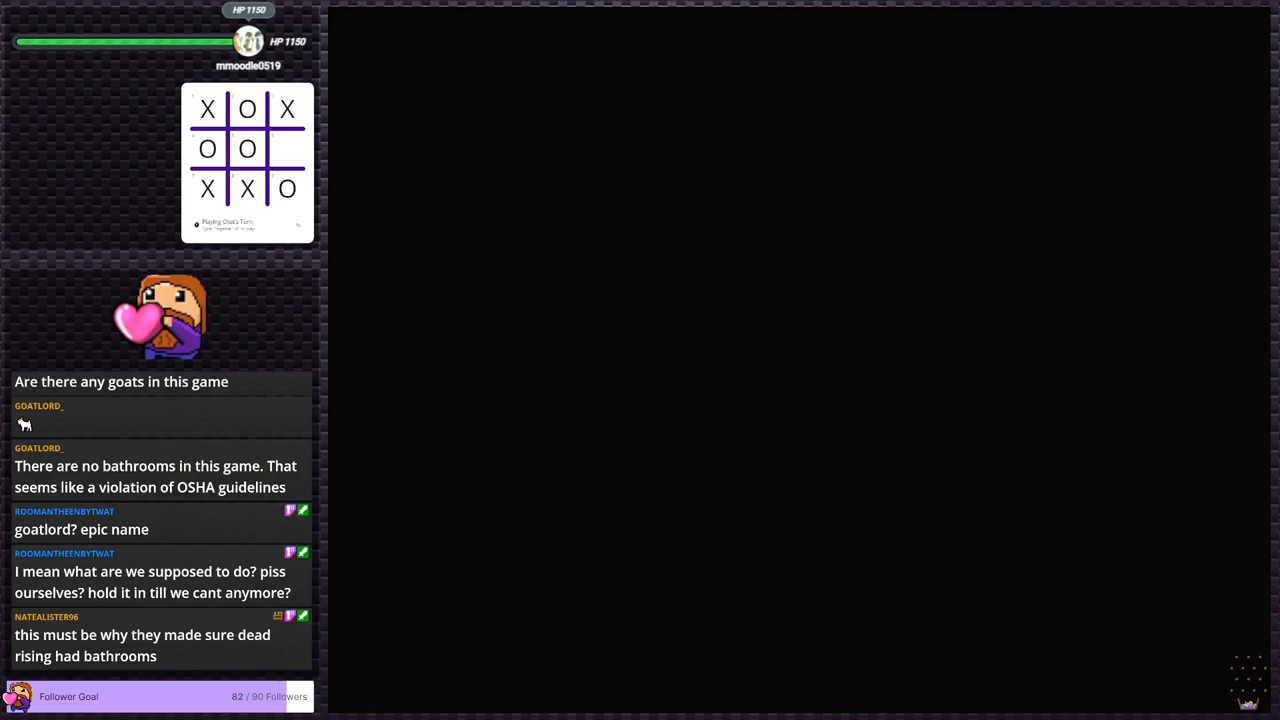 HP 1150
HP 1150
mmoodle0519
X O X
O O
X X O
Playing Chat's Turn
Are there any goats in this game
GOATLORD_
GOATLORD_
There are no bathrooms in this game. That
seems like a violation of OSHA guidelines
ROOMANTHEENBYTWAT
goatlord? epic name
ROOMANTHEENBYTWAT
I mean what are we supposed to do? piss
ourselves? hold it in till we cant anymore?
NATEALISTER96
this must be why they made sure dead
rising had bathrooms
Follower Goal
82 / 90 Followers